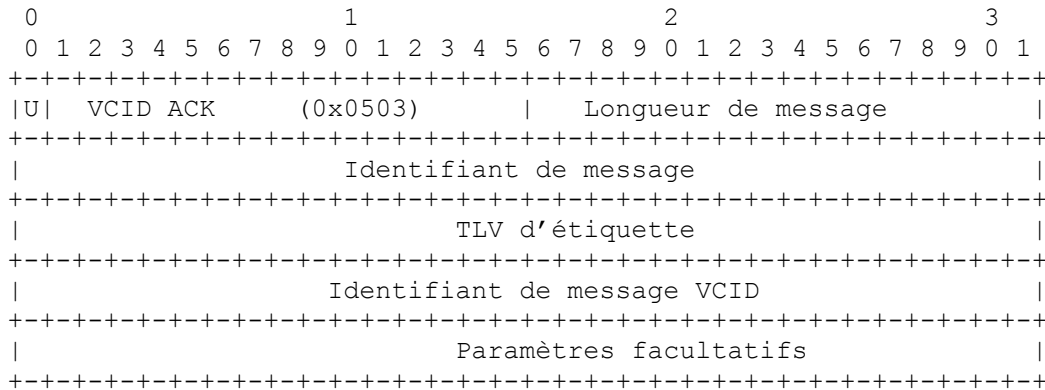 0                   1                   2                   3
 0 1 2 3 4 5 6 7 8 9 0 1 2 3 4 5 6 7 8 9 0 1 2 3 4 5 6 7 8 9 0 1
+-+-+-+-+-+-+-+-+-+-+-+-+-+-+-+-+-+-+-+-+-+-+-+-+-+-+-+-+-+-+-+-+
|U|  VCID ACK     (0x0503)      |   Longueur de message         |
+-+-+-+-+-+-+-+-+-+-+-+-+-+-+-+-+-+-+-+-+-+-+-+-+-+-+-+-+-+-+-+-+
|                    Identifiant de message                     |
+-+-+-+-+-+-+-+-+-+-+-+-+-+-+-+-+-+-+-+-+-+-+-+-+-+-+-+-+-+-+-+-+
|                           TLV d’étiquette                     |
+-+-+-+-+-+-+-+-+-+-+-+-+-+-+-+-+-+-+-+-+-+-+-+-+-+-+-+-+-+-+-+-+
|                   Identifiant de message VCID                 |
+-+-+-+-+-+-+-+-+-+-+-+-+-+-+-+-+-+-+-+-+-+-+-+-+-+-+-+-+-+-+-+-+
|                           Paramètres facultatifs              |
+-+-+-+-+-+-+-+-+-+-+-+-+-+-+-+-+-+-+-+-+-+-+-+-+-+-+-+-+-+-+-+-+